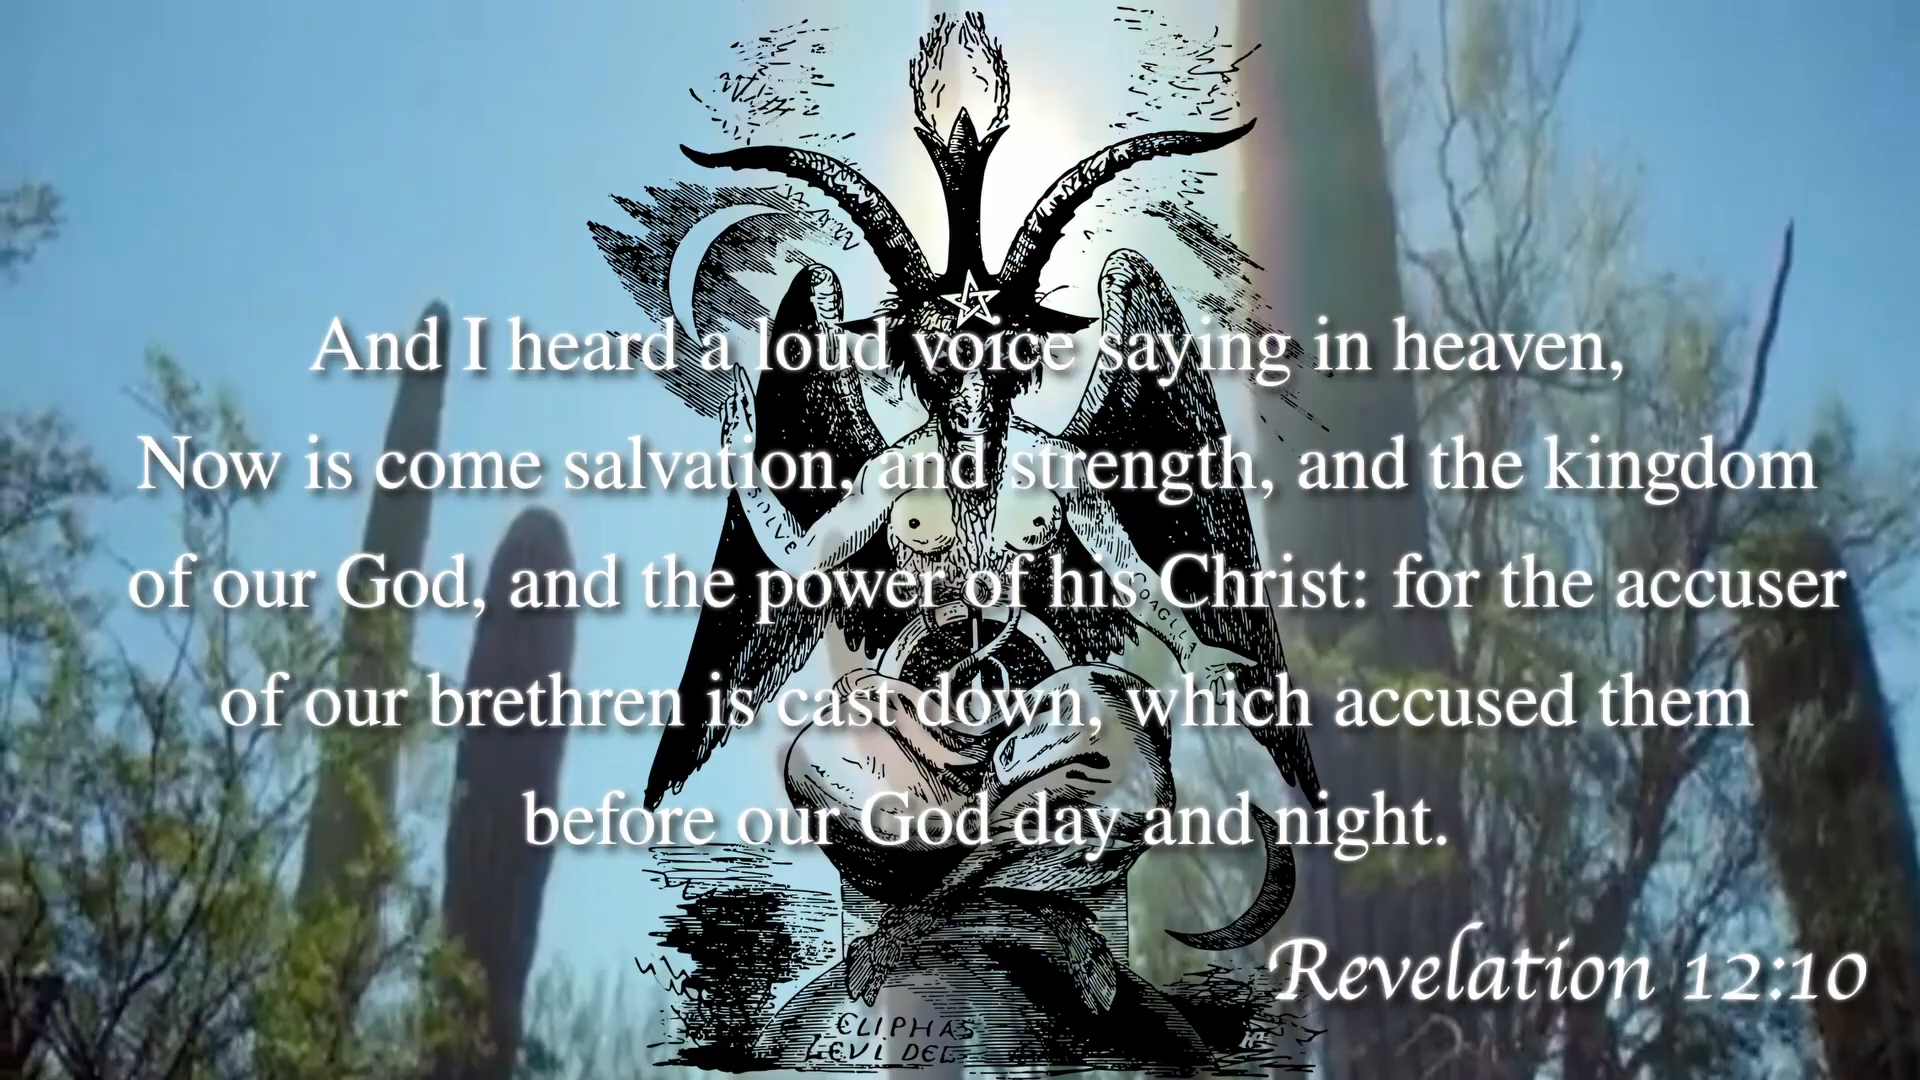 And I heard a loud voice saying in heaven,
Now is come salvation, and strength, and the kingdom
SOLVE
of our God, and the power of his Christ: for the accuser
of our brethren is cast down, which accused them
before our God day and night.
Revelation 12:10
ELIPHAS
LEVI DEL